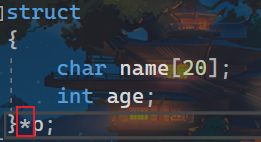 struct
{
char name[20];
int age;
}*p;